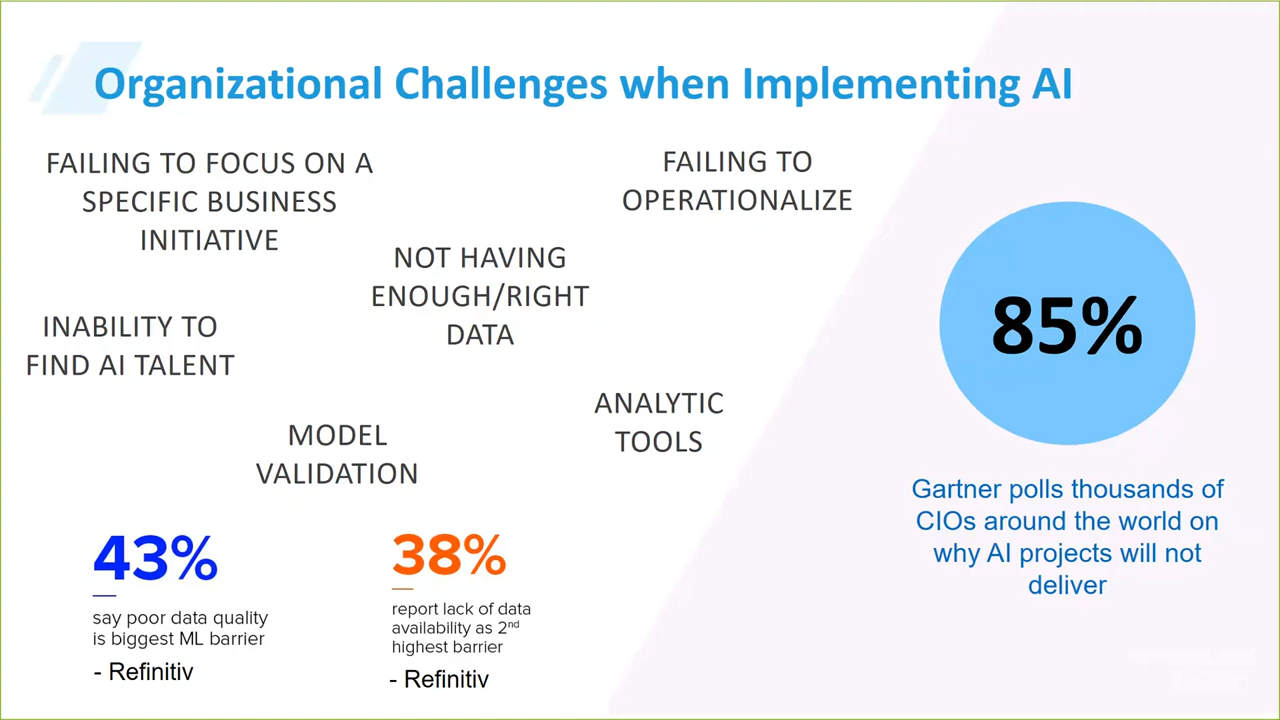 Organizational Challenges when Implementing AI
FAILING TO FOCUS ON A
SPECIFIC BUSINESS
INITIATIVE
FAILING TO
OPERATIONALIZE
NOT HAVING
ENOUGH/RIGHT
DATA
INABILITY TO
FIND AI TALENT
ANALYTIC
TOOLS
MODEL
VALIDATION
43%
say poor data quality
is biggest ML barrier
- Refinitiv
38%
report lack of data
availability as 2nd
highest barrier
- Refinitiv
85%
Gartner polls thousands of
CIOs around the world on
why AI projects will not
deliver